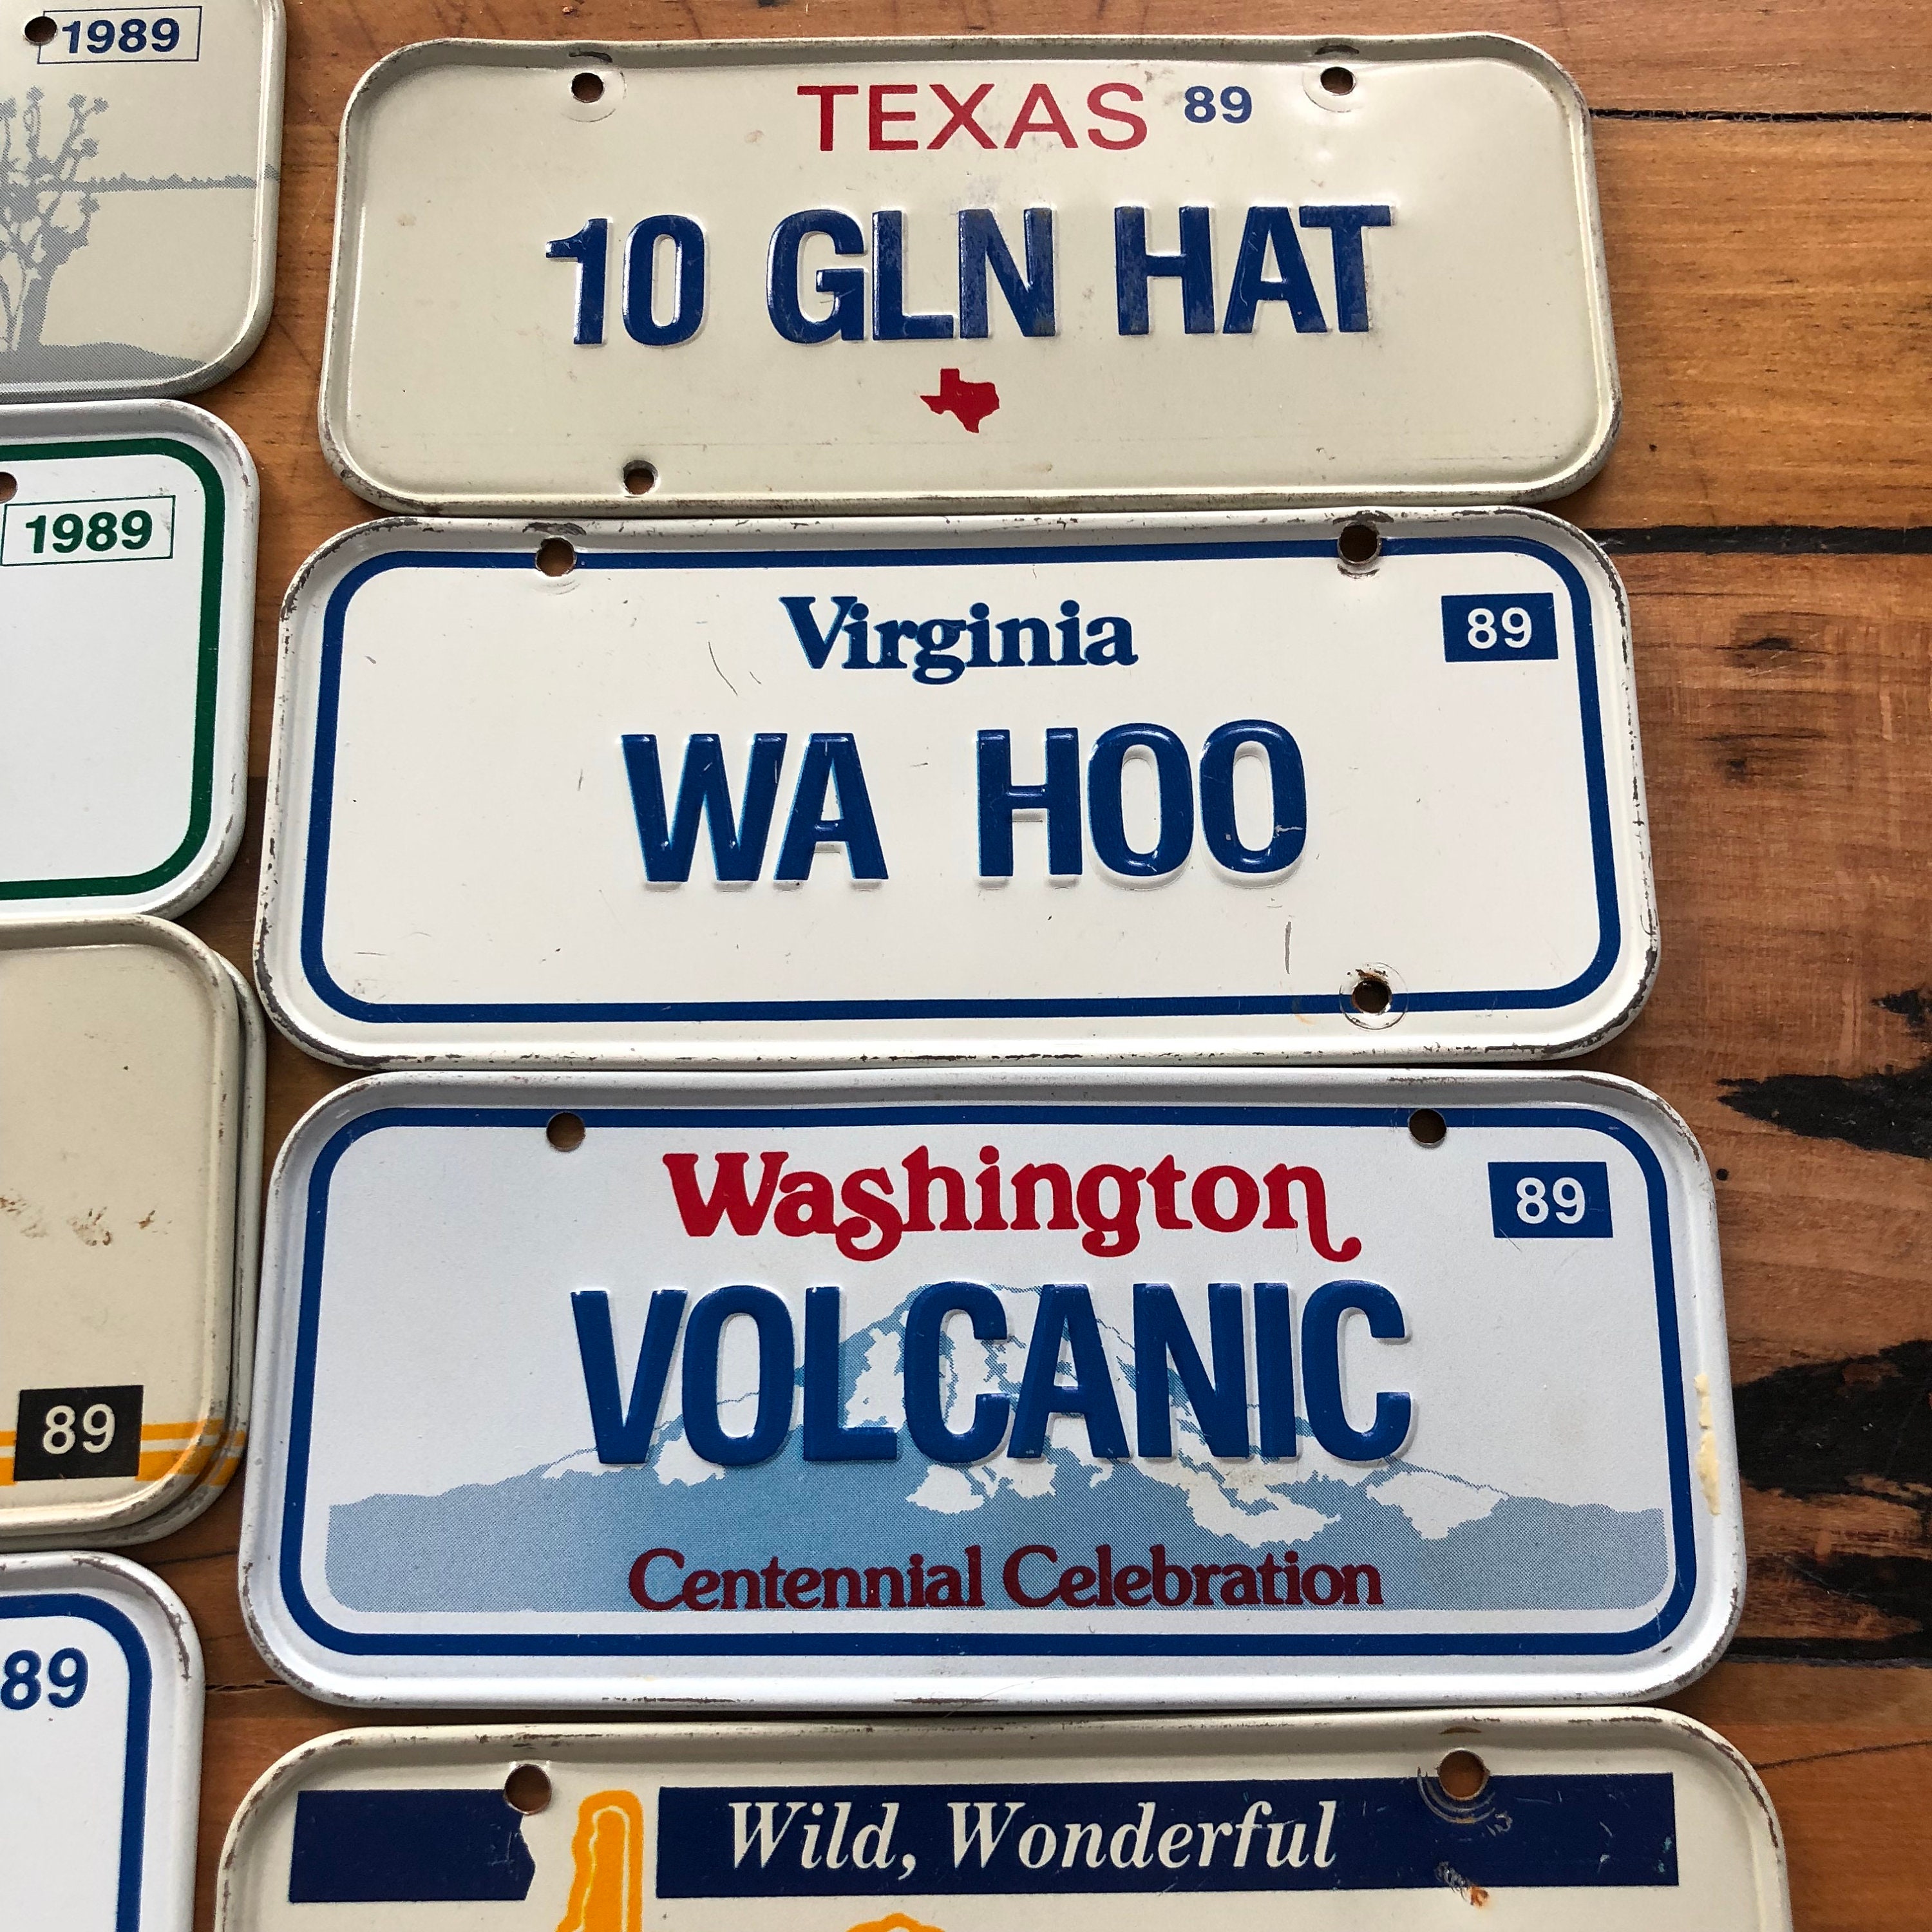 1989
TEXAS 89
10 GLN HAT
1989
Virginia 89
WA HOO
Washington 89
VOLCANIC
89
Centennial Celebration
89
Wild, Wonderful